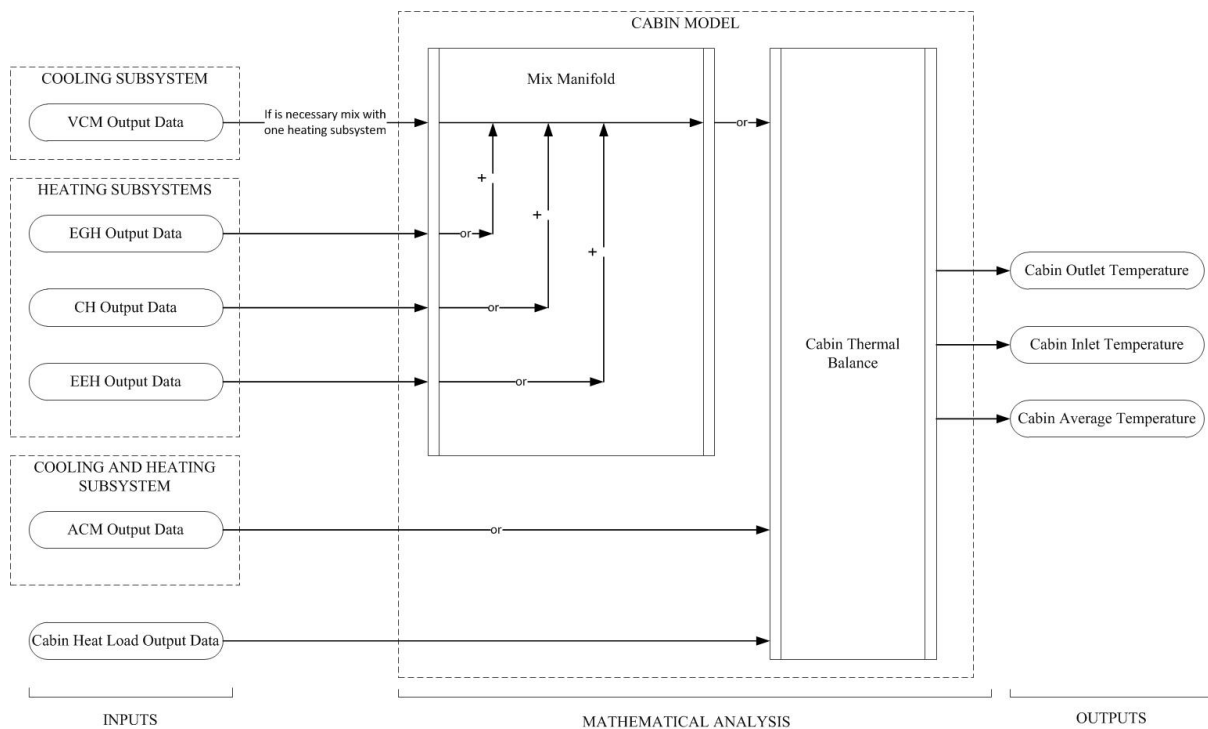 CABIN MODEL
COOLING SUBSYSTEM
VCM Output Data
If is necessary mix with
one heating subsystem
Mix Manifold
or
HEATING SUBSYSTEMS
+
+
+
EGH Output Data
or
CH Output Data
or
EEH Output Data
or
Cabin Thermal
Balance
Cabin Outlet Temperature
Cabin Inlet Temperature
Cabin Average Temperature
COOLING AND HEATING
SUBSYSTEM
ACM Output Data
or
Cabin Heat Load Output Data
INPUTS
MATHEMATICAL ANALYSIS
OUTPUTS